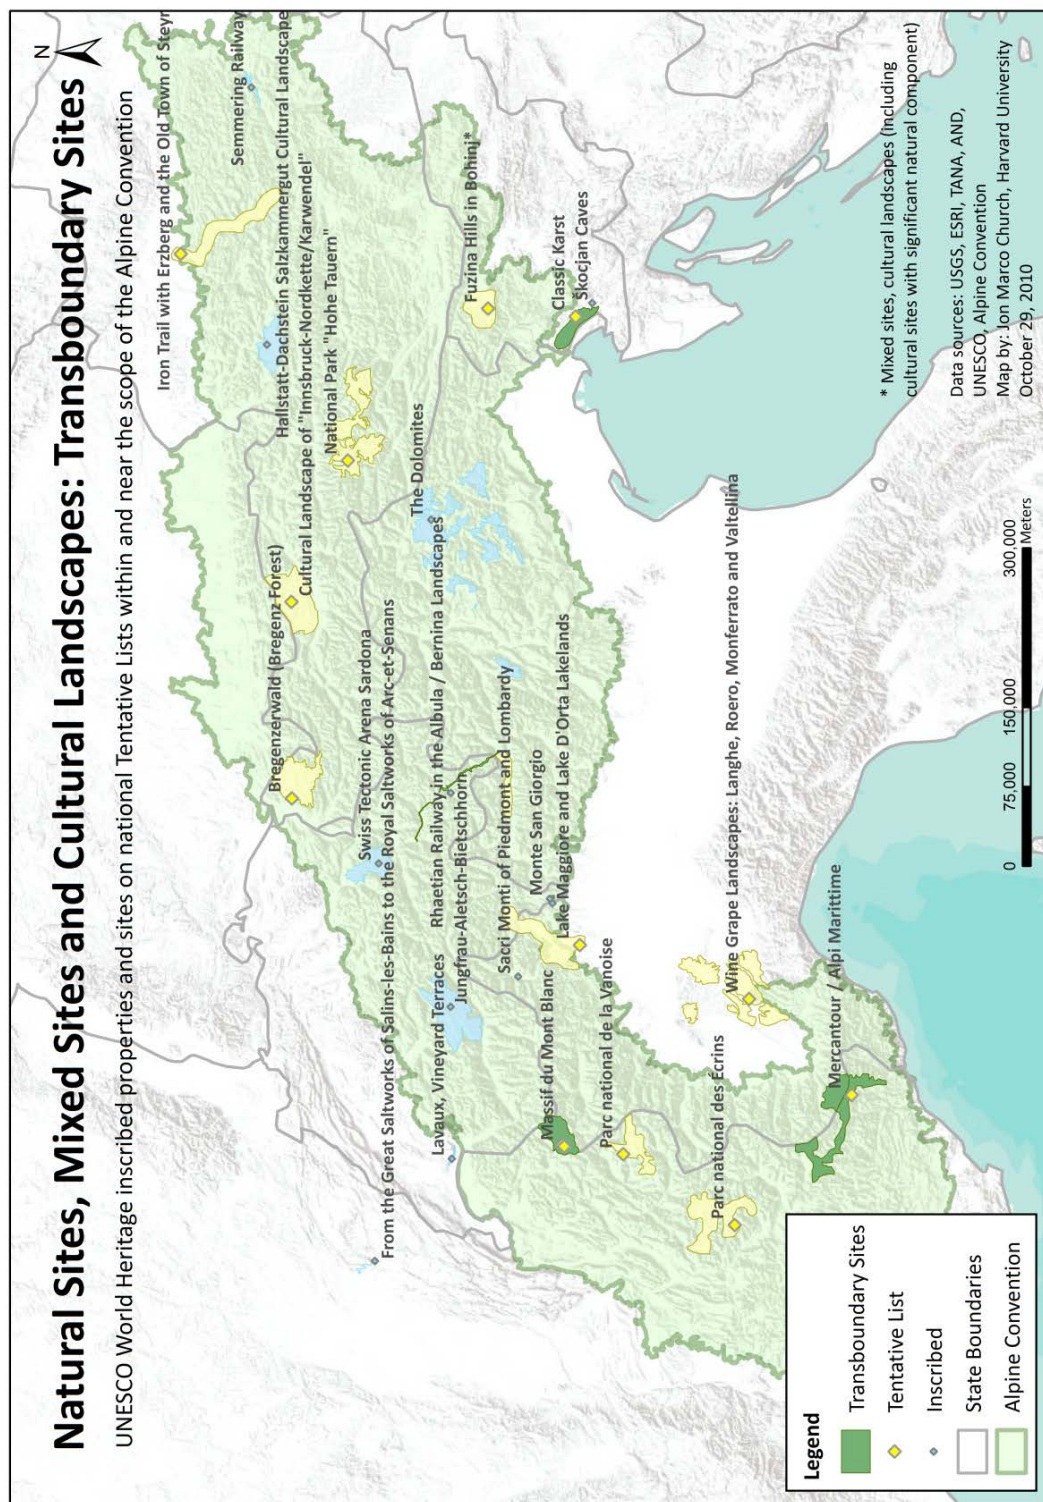 Natural Sites, Mixed Sites and Cultural Landscapes: Transboundary Sites
UNESCO World Heritage inscribed properties and sites on national Tentative Lists within and near the scope of the Alpine Convention
N
Iron Trail with Erzberg and the Old Town of Steyr
Semmering Railway
Hallstatt-Dachstein Salzkammergut Cultural Landscape
Bregenzerwald (Bregenz Forest)
Cultural Landscape of "Innsbruck-Nordkette/Karwendel"
National Park "Hohe Tauern"
Swiss Tectonic Arena Sardona
From the Great Saltworks of Salins-les-Bains to the Royal Saltworks of Arc-et-Senans
The Dolomites
Rhaetian Railway in the Albula / Bernina Landscapes
Lavaux, Vineyard Terraces
Jungfrau-Aletsch-Bietschhorn
Fuzina Hills in Bohinj*
Sacri Monti of Piedmont and Lombardy
Monte San Giorgio
Massif du Mont Blanc
Lake Maggiore and Lake D'Orta Lakelands
Classic Karst
Škocjan Caves
Parc national de la Vanoise
Parc national des Écrins
Wine Grape Landscapes: Langhe, Roero, Monferrato and Valtellina
Mercantour / Alpi Marittime
Legend
Transboundary Sites
Tentative List
Inscribed
State Boundaries
Alpine Convention
0 75,000 150,000 300,000
Meters
* Mixed sites, cultural landscapes (including
cultural sites with significant natural component)
Data sources: USGS, ESRI, TANA, AND,
UNESCO, Alpine Convention
Map by: Jon Marco Church, Harvard University
October 29, 2010